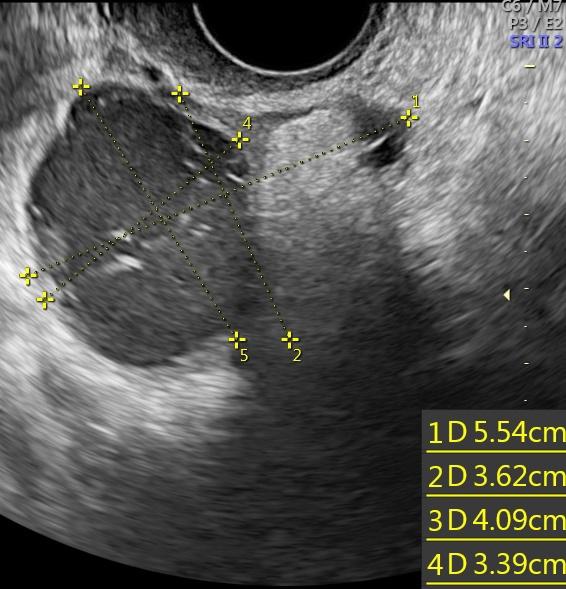 C6 / M7
P3 / E2
SRI II 2
1
4
5
2
1 D 5.54cm
2 D 3.62cm
3 D 4.09cm
4 D 3.39cm